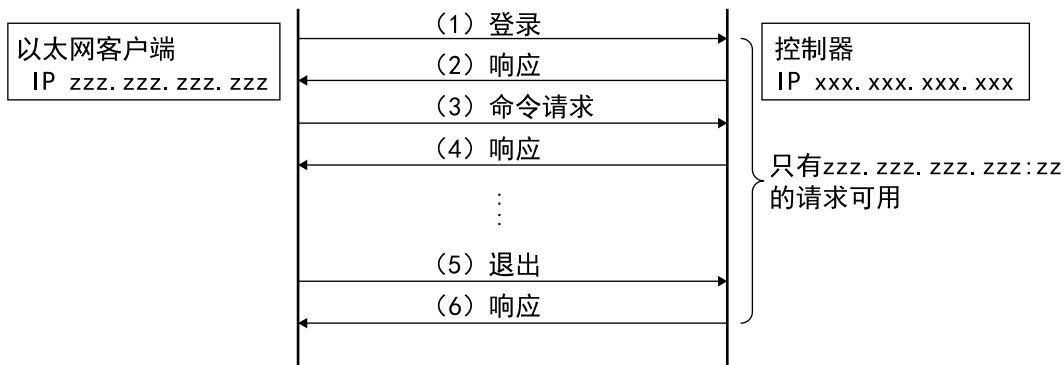 （1）登录
以太网客户端
IP zzz.zzz.zzz.zzz
控制器
IP xxx.xxx.xxx.xxx
（2）响应
（3）命令请求
（4）响应
只有zzz.zzz.zzz.zzz:zz
的请求可用
（5）退出
（6）响应